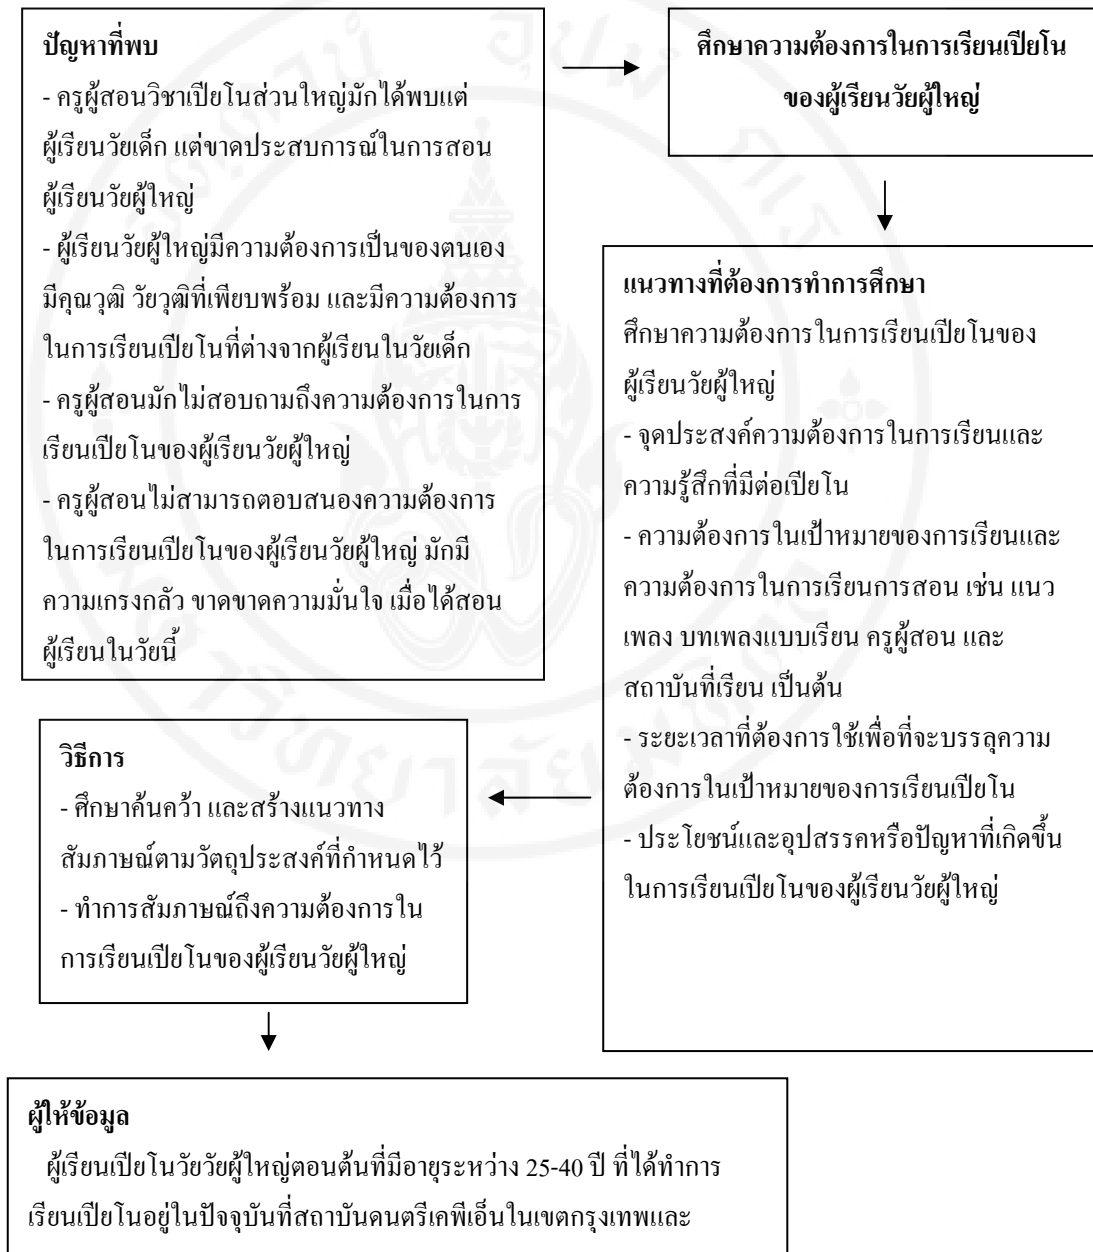 ปัญหาที่พบ
- ครูผู้สอนวิชาเปียโนส่วนใหญ่มักได้พบแต่
ผู้เรียนวัยเด็ก แต่ขาดประสบการณ์ในการสอน
ผู้เรียนวัยผู้ใหญ่
- ผู้เรียนวัยผู้ใหญ่มีความต้องการเป็นของตนเอง
มีคุณวุฒิ วัยวุฒิที่เพียบพร้อม และมีความต้องการ
ในการเรียนเปียโนที่ต่างจากผู้เรียนในวัยเด็ก
- ครูผู้สอนมักไม่สอบถามถึงความต้องการในการ
เรียนเปียโนของผู้เรียนวัยผู้ใหญ่
- ครูผู้สอนไม่สามารถตอบสนองความต้องการ
ในการเรียนเปียโนของผู้เรียนวัยผู้ใหญ่ มักมี
ความเกรงกลัว ขาดขาดความมั่นใจ เมื่อได้สอน
ผู้เรียนในวัยนี้
ศึกษาความต้องการในการเรียนเปียโน
ของผู้เรียนวัยผู้ใหญ่
แนวทางที่ต้องการทำการศึกษา
ศึกษาความต้องการในการเรียนเปียโนของ
ผู้เรียนวัยผู้ใหญ่
- จุดประสงค์ความต้องการในการเรียนและ
ความรู้สึกที่มีต่อเปียโน
- ความต้องการในเป้าหมายของการเรียนและ
ความต้องการในการเรียนการสอน เช่น แนว
เพลง บทเพลงแบบเรียน ครูผู้สอน และ
สถาบันที่เรียน เป็นต้น
- ระยะเวลาที่ต้องการใช้เพื่อที่จะบรรลุความ
ต้องการในเป้าหมายของการเรียนเปียโน
- ประโยชน์และอุปสรรคหรือปัญหาที่เกิดขึ้น
ในการเรียนเปียโนของผู้เรียนวัยผู้ใหญ่
วิธีการ
- ศึกษาค้นคว้า และสร้างแนวทาง
สัมภาษณ์ตามวัตถุประสงค์ที่กำหนดไว้
- ทำการสัมภาษณ์ถึงความต้องการใน
การเรียนเปียโนของผู้เรียนวัยผู้ใหญ่
ผู้ให้ข้อมูล
ผู้เรียนเปียโนวัยวัยผู้ใหญ่ตอนต้นที่มีอายุระหว่าง 25-40 ปี ที่ได้ทำการ
เรียนเปียโนอยู่ในปัจจุบันที่สถาบันดนตรีเคพีเอ็นในเขตกรุงเทพและ